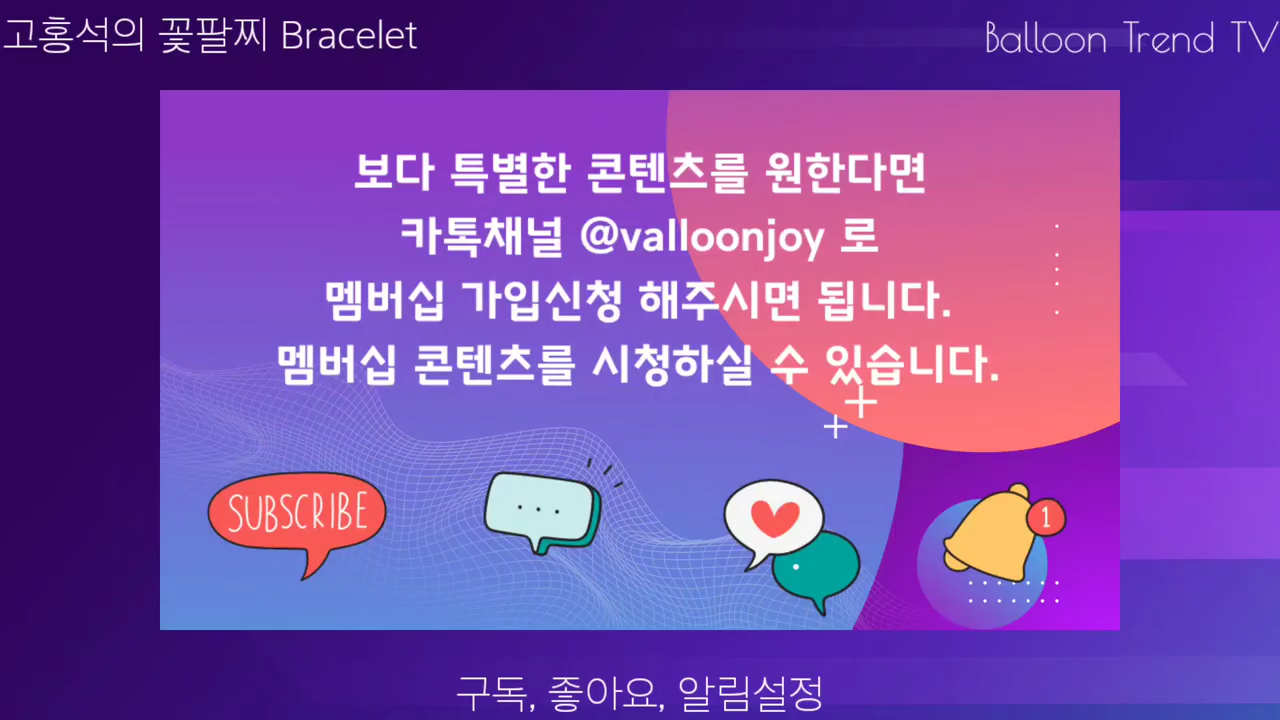 고홍석의 꽃팔찌 Bracelet
Balloon Trend TV
보다 특별한 콘텐츠를 원한다면
카톡채널 @valloonjoy 로
멤버십 가입신청 해주시면 됩니다.
멤버십 콘텐츠를 시청하실 수 있습니다.
SUBSCRIBE
1
구독, 좋아요, 알림설정